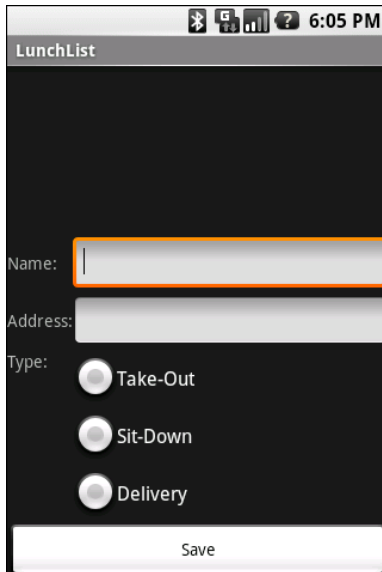 6:05 PM
LunchList
Name:
Address:
Type:
Take-Out
Sit-Down
Delivery
Save